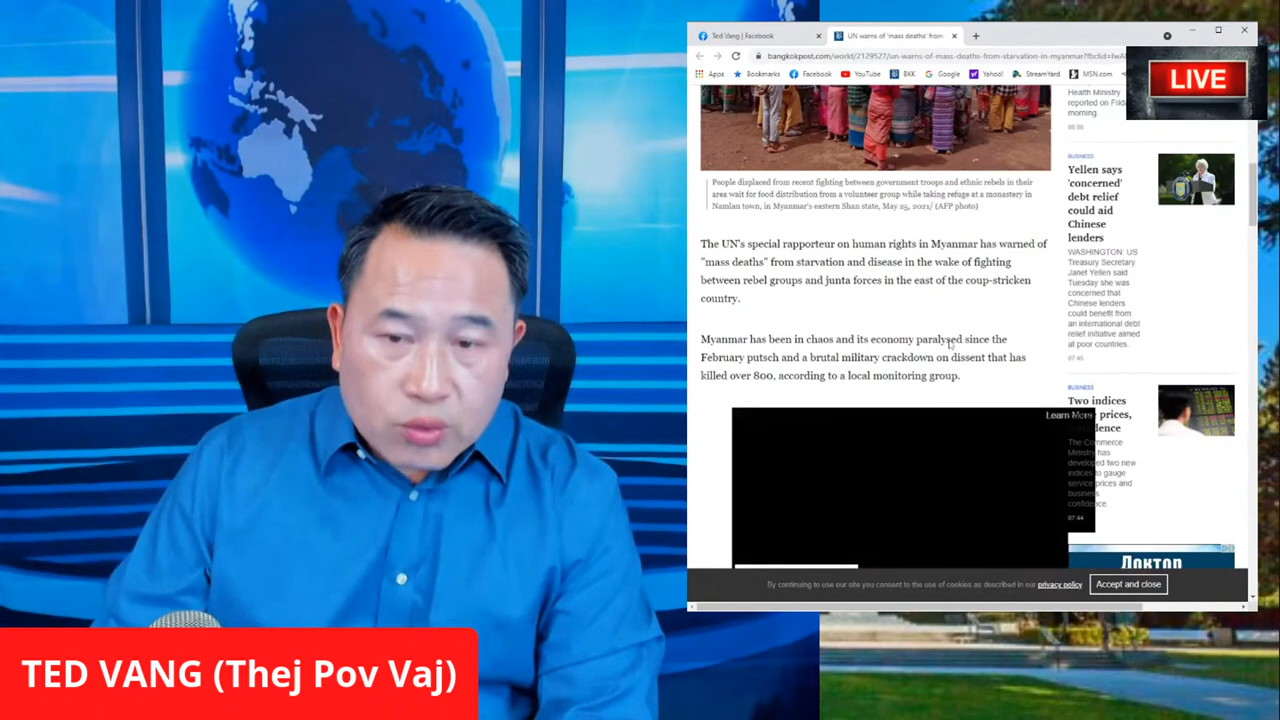 Ted Vang | Facebook
UN warns of 'mass deaths' from
bangkokpost.com/world/2129527/un-warns-of-mass-deaths-from-starvation-in-myanmar?fbclid=IwA
Apps
Bookmarks
Facebook
YouTube
BKK
Google
Yahoo!
StreamYard
MSN.com
LIVE
People displaced from recent fighting between government troops and ethnic rebels in their
area wait for food distribution from a volunteer group while taking refuge at a monastery in
Namlan town, in Myanmar's eastern Shan state, May 25, 2021/ (AFP photo)
The UN's special rapporteur on human rights in Myanmar has warned of
"mass deaths" from starvation and disease in the wake of fighting
between rebel groups and junta forces in the east of the coup-stricken
country.
Myanmar has been in chaos and its economy paralysed since the
February putsch and a brutal military crackdown on dissent that has
killed over 800, according to a local monitoring group.
Learn More
Health Ministry
reported on Frid
morning
BUSINESS
Yellen says
'concerned'
debt relief
could aid
Chinese
lenders
WASHINGTON: US
Treasury Secretary
Janet Yellen said
Tuesday she was
concerned that
Chinese lenders
could benefit from
an international debt
relief initiative aimed
at poor countries.
07:45
BUSINESS
Two indices
prices,
The Commerce
Ministry has
developed two new
indices to gauge
service prices and
business
confidence.
07:44
Доктор
By continuing to use our site you consent to the use of cookies as described in our privacy policy
Accept and close
TED VANG (Thej Pov Vaj)